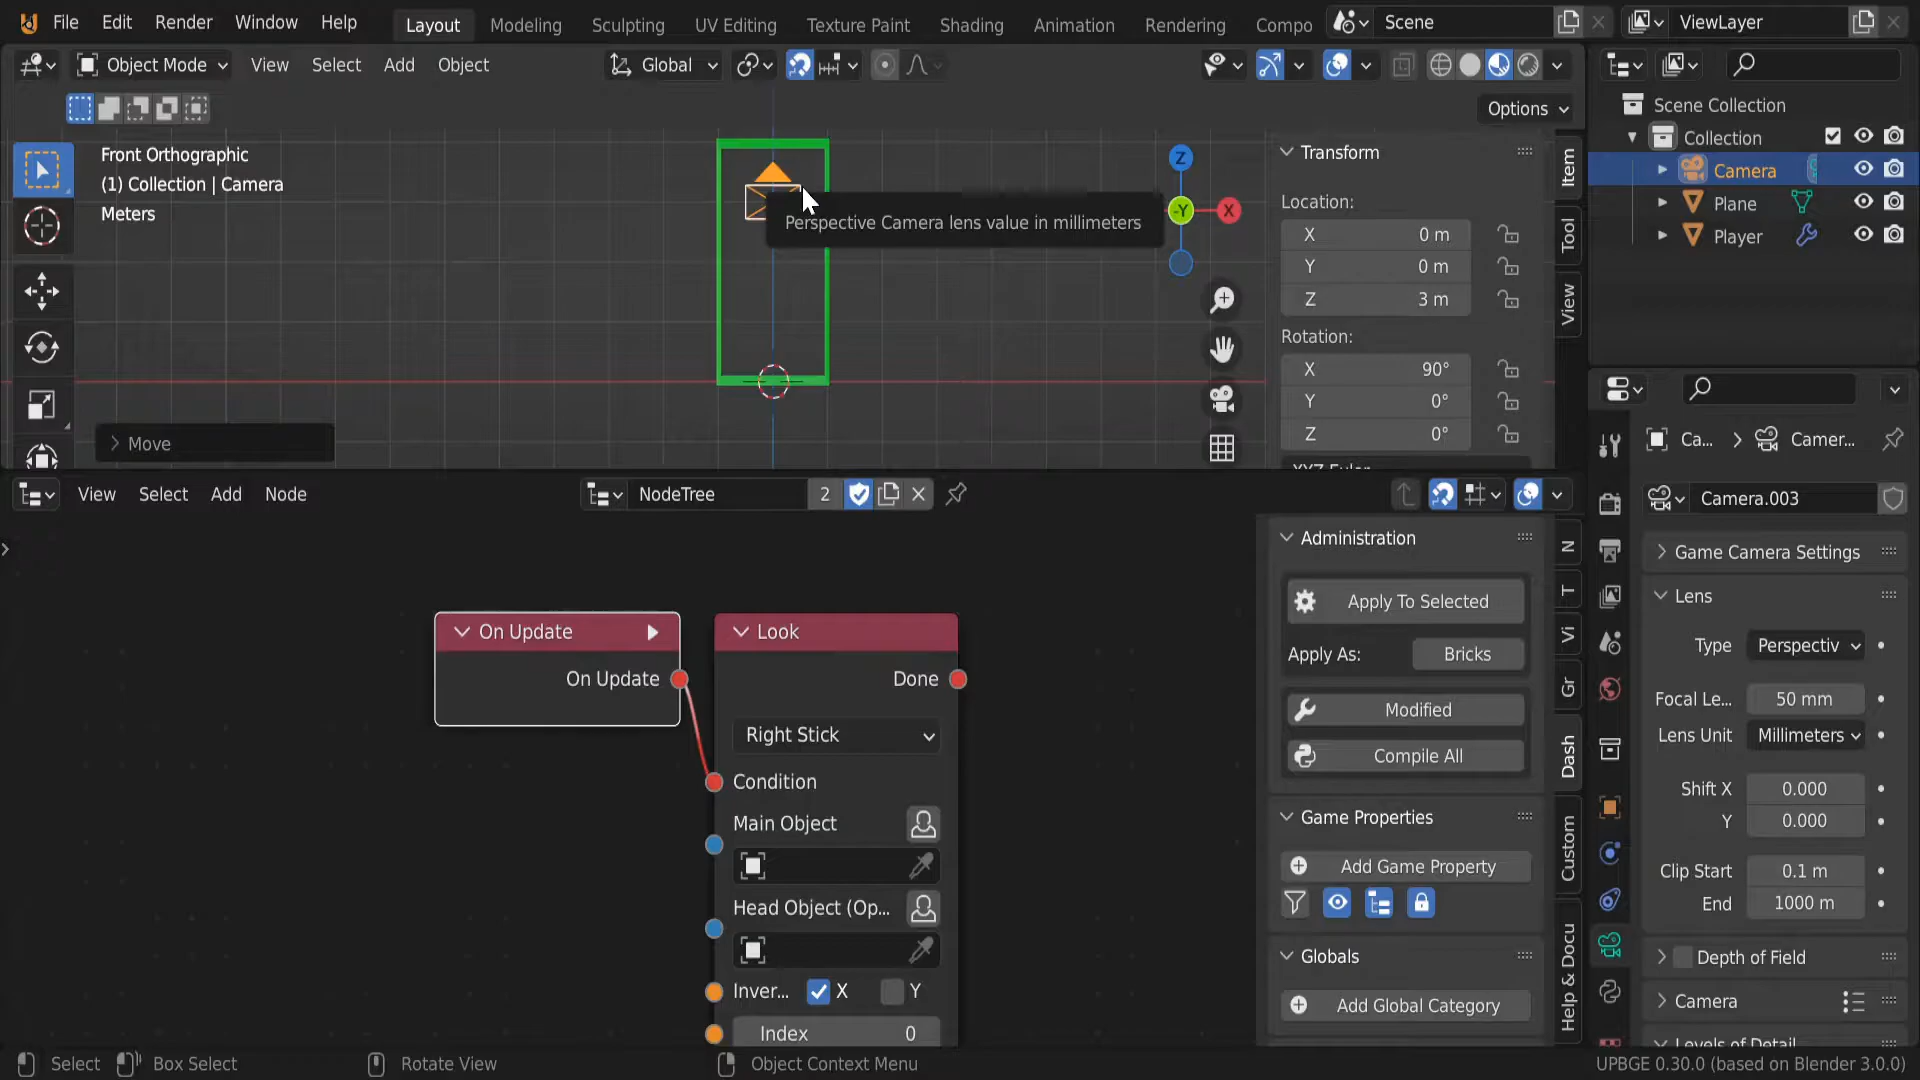 File Edit Render Window Help Layout Modeling Sculpting UV Editing Texture Paint Shading Animation Rendering Compo Scene ViewLayer
Object Mode View Select Add Object Global
Options
Front Orthographic
(1) Collection | Camera
Meters
Perspective Camera lens value in millimeters
Z
-Y
X
Move
Transform
Location:
X 0 m
Y 0 m
Z 3 m
Rotation:
X 90°
Y 0°
Z 0°
Item
Tool
View
Scene Collection
Collection
Camera
Plane
Player
View Select Add Node NodeTree 2
On Update
On Update
Look
Done
Right Stick
Condition
Main Object
Head Object (Op...
Inver... X Y
Index 0
Administration
Apply To Selected
Apply As: Bricks
Modified
Compile All
Game Properties
Add Game Property
Globals
Add Global Category
N
T
Vi
Gr
Dash
Custom
Help & Docu
Ca... Camer...
Camera.003
Game Camera Settings
Lens
Type Perspectiv
Focal Le... 50 mm
Lens Unit Millimeters
Shift X 0.000
Y 0.000
Clip Start 0.1 m
End 1000 m
Depth of Field
Camera
Levels of Detail
Select Box Select Rotate View Object Context Menu UPBGE 0.30.0 (based on Blender 3.0.0)